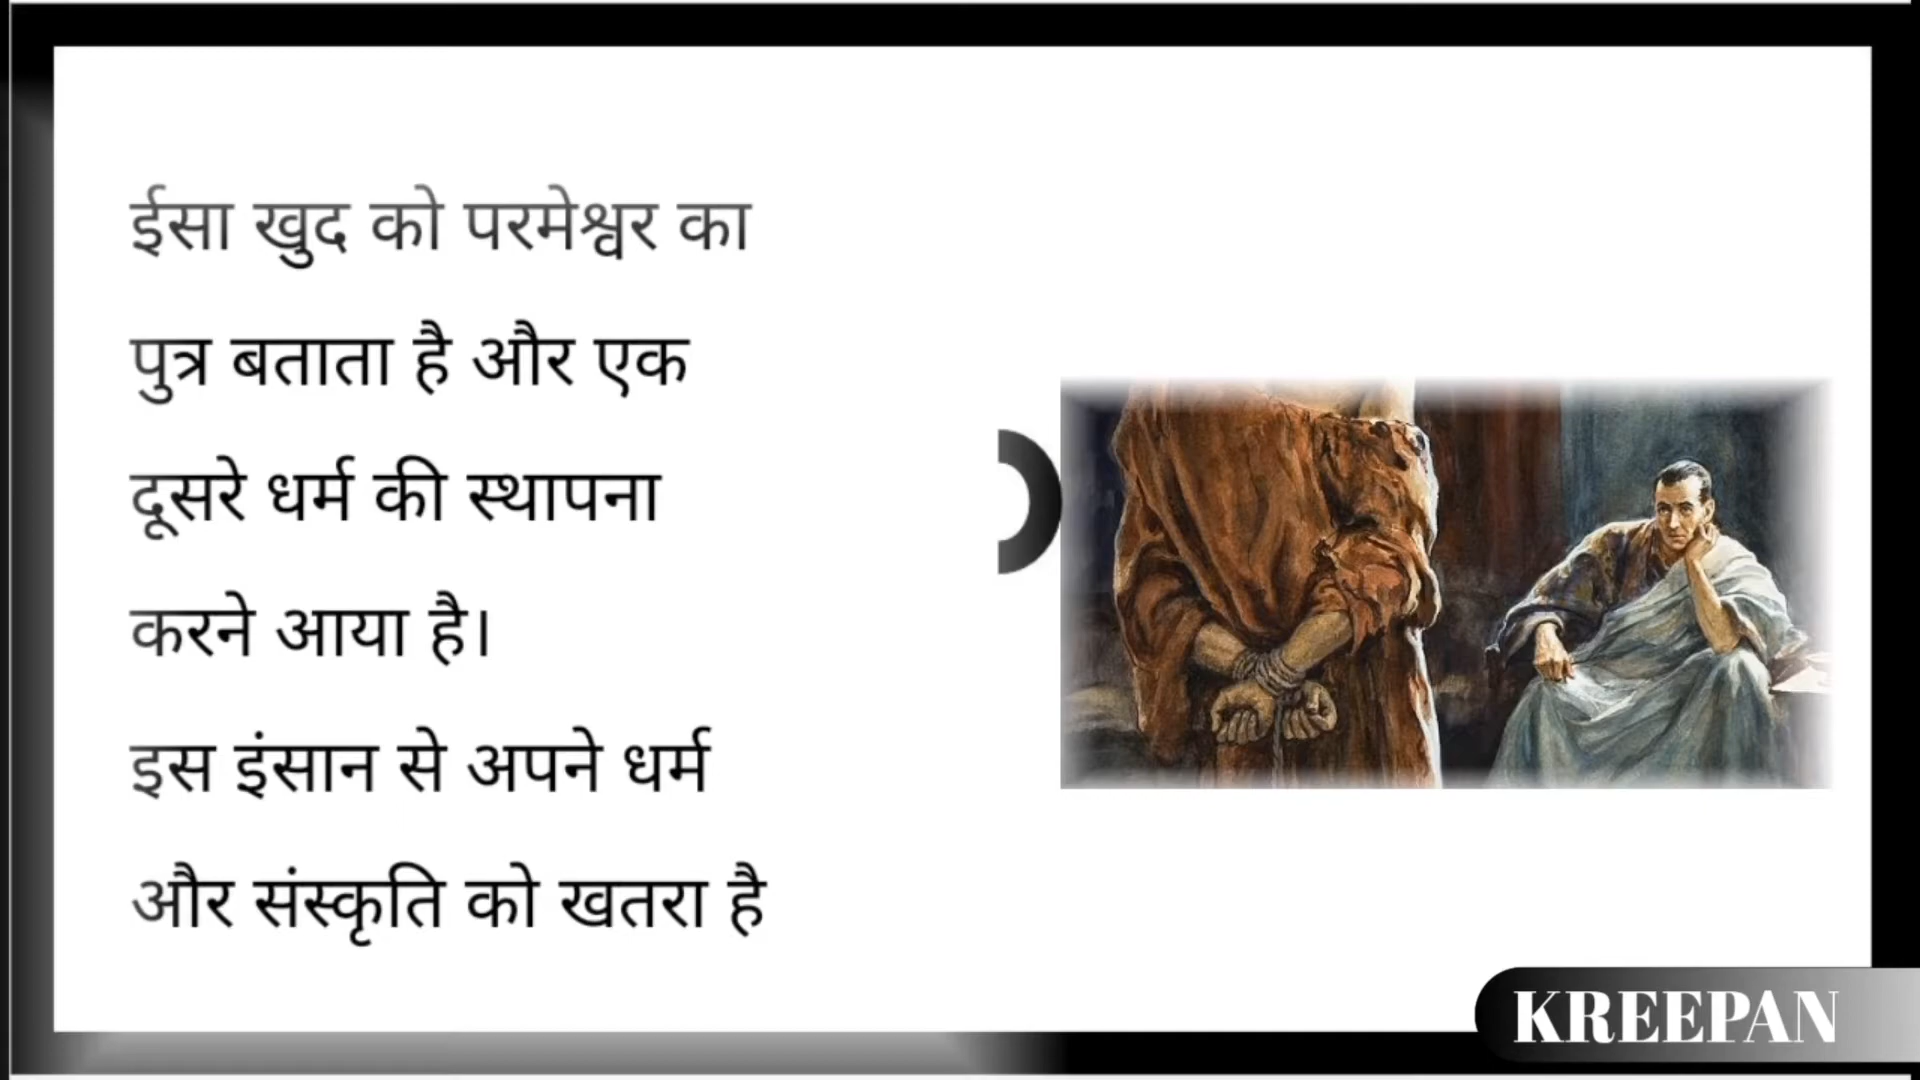 ईसा खुद को परमेश्वर का
पुत्र बताता है और एक
दूसरे धर्म की स्थापना
करने आया है।
इस इंसान से अपने धर्म
और संस्कृति को खतरा है
KREEPAN